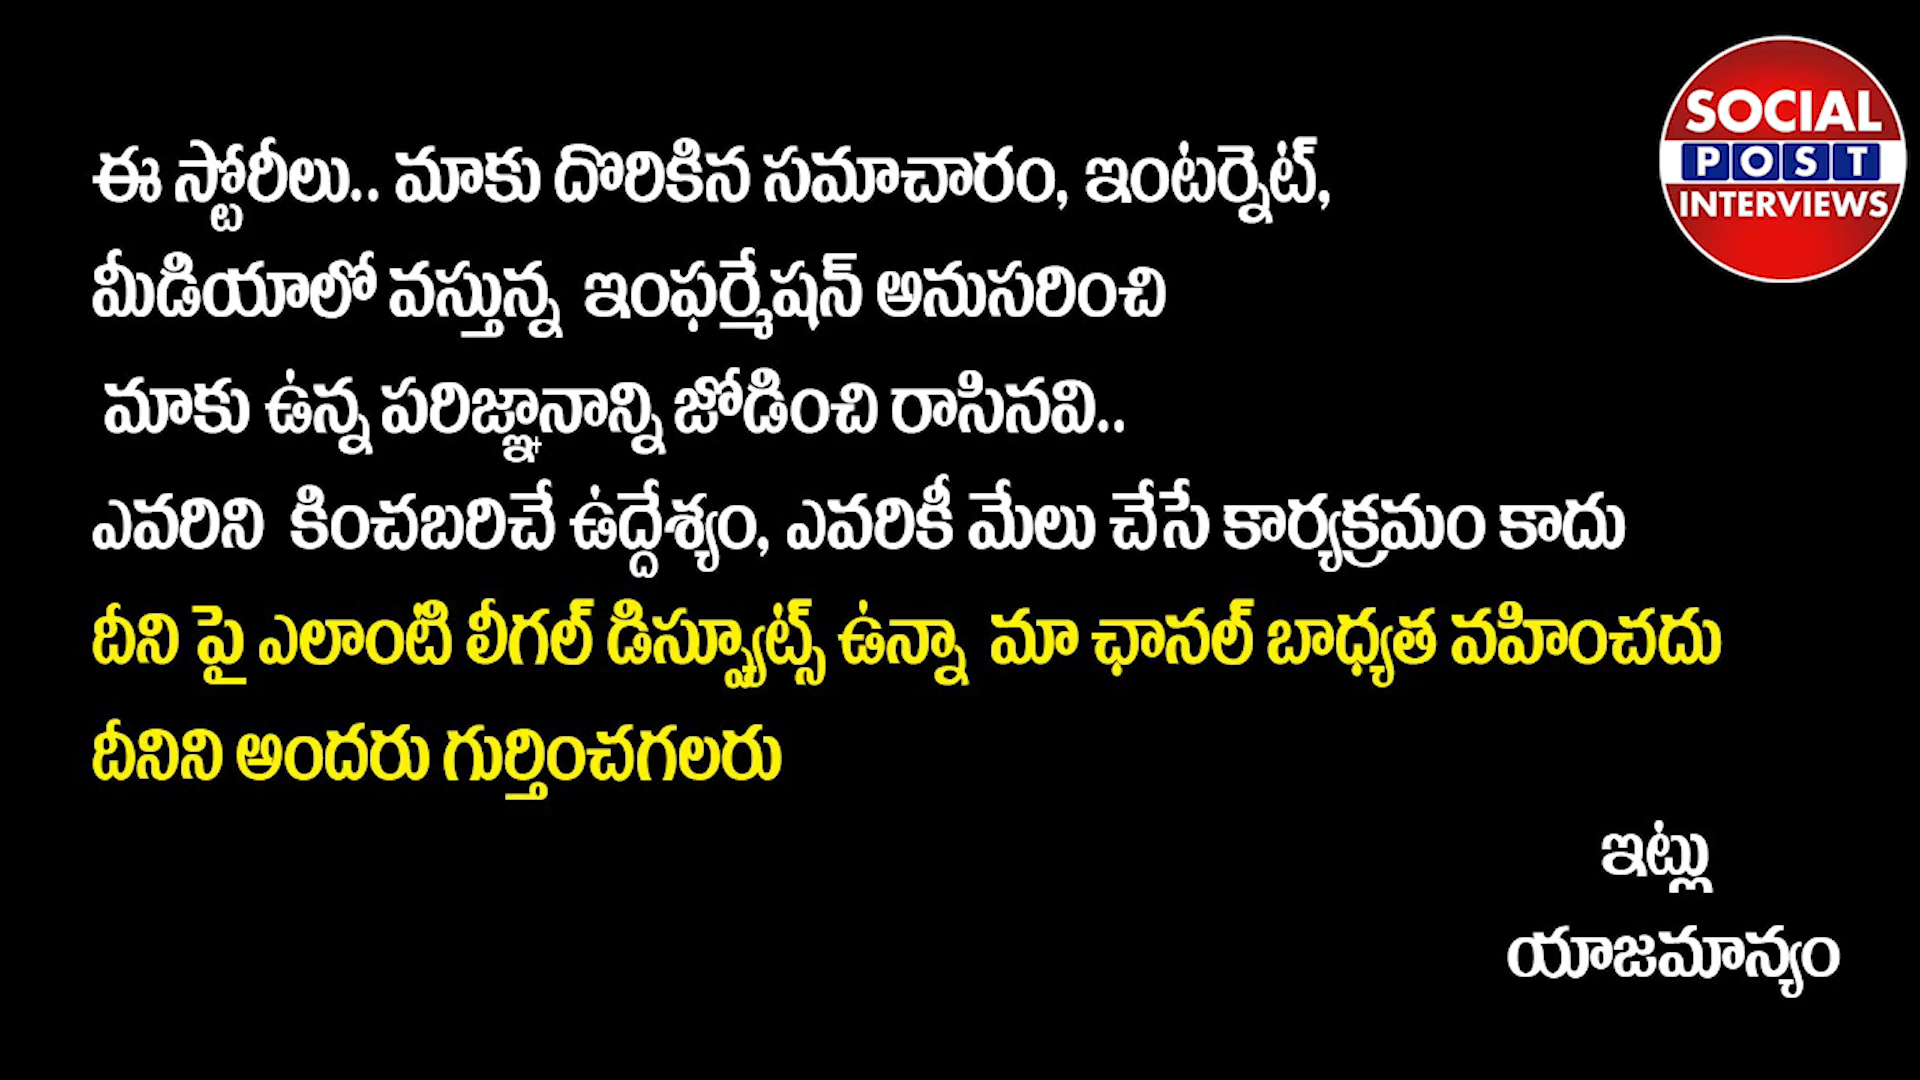 SOCIAL
POST
INTERVIEWS
ఈ స్టోరీలు.. మాకు దొరికిన సమాచారం, ఇంటర్నెట్,
మీడియాలో వస్తున్న ఇంఫర్మేషన్ అనుసరించి
మాకు ఉన్న పరిజ్ఞానాన్ని జోడించి రాసినవి..
ఎవరిని కించబరిచే ఉద్దేశ్యం, ఎవరికీ మేలు చేసే కార్యక్రమం కాదు
దీని పై ఎలాంటి లీగల్ డిస్ప్యూట్స్ ఉన్నా మా ఛానల్ బాధ్యత వహించదు
దీనిని అందరు గుర్తించగలరు
ఇట్లు
యాజమాన్యం